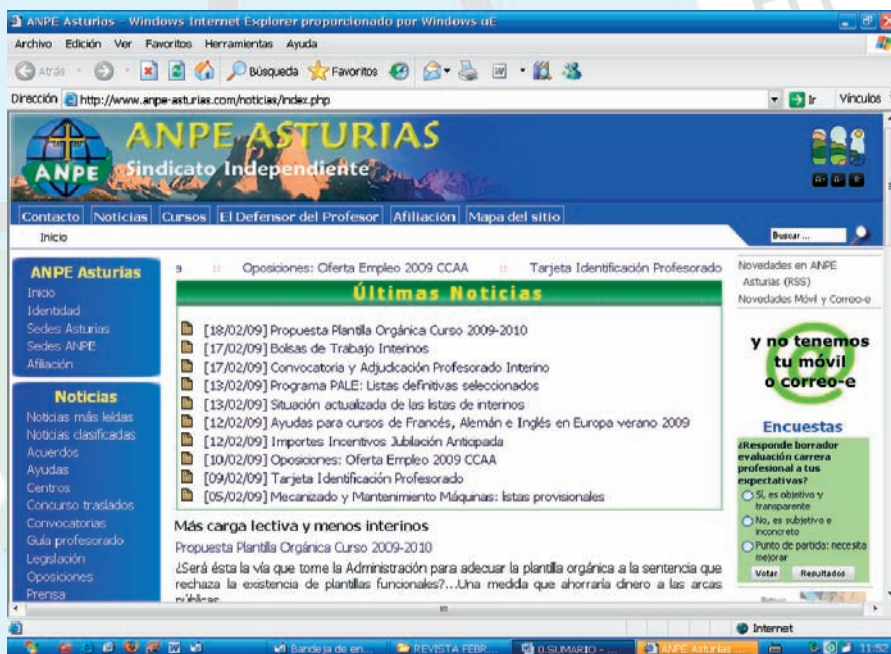 ANPE Asturias - Windows Internet Explorer proporcionado por Windows uE
Archivo Edición Ver Favoritos Herramientas Ayuda
Atrás Búsqueda Favoritos
Dirección http://www.anpe-asturias.com/noticias/index.php Ir Vínculos
ANPE
ANPE ASTURIAS
Sindicato Independiente
A+ A- R
Contacto Noticias Cursos El Defensor del Profesor Afiliación Mapa del sitio
Inicio
Buscar ...
ANPE Asturias
Inicio
Identidad
Sedes Asturias
Sedes ANPE
Afiliación
Noticias
Noticias más leídas
Noticias clasificadas
Acuerdos
Ayudas
Centros
Concurso traslados
Convocatorias
Guía profesorado
Legislación
Oposiciones
Prensa
a :: Oposiciones: Oferta Empleo 2009 CCAA :: Tarjeta Identificación Profesorado
Últimas Noticias
[18/02/09] Propuesta Plantilla Orgánica Curso 2009-2010
[17/02/09] Bolsas de Trabajo Interinos
[17/02/09] Convocatoria y Adjudicación Profesorado Interino
[13/02/09] Programa PALE: Listas definitivas seleccionados
[13/02/09] Situación actualizada de las listas de interinos
[12/02/09] Ayudas para cursos de Francés, Alemán e Inglés en Europa verano 2009
[12/02/09] Importes Incentivos Jubilación Anticipada
[10/02/09] Oposiciones: Oferta Empleo 2009 CCAA
[09/02/09] Tarjeta Identificación Profesorado
[05/02/09] Mecanizado y Mantenimiento Máquinas: listas provisionales
Más carga lectiva y menos interinos
Propuesta Plantilla Orgánica Curso 2009-2010
¿Será ésta la vía que tome la Administración para adecuar la plantilla orgánica a la sentencia que
rechaza la existencia de plantillas funcionales?...Una medida que ahorraría dinero a las arcas
públicas
Novedades en ANPE
Asturias (RSS)
Novedades Móvil y Correo-e
y no tenemos
tu móvil
o correo-e
Encuestas
¿Responde borrador
evaluación carrera
profesional a tus
expectativas?
Sí, es objetivo y
transparente
No, es subjetivo e
inconcreto
Punto de partida: necesita
mejorar
Votar Resultados
Internet
Bandeja de en... REVISTA FEBR... 0.SUMARIO - ... ANPE Asturias ... 11:53